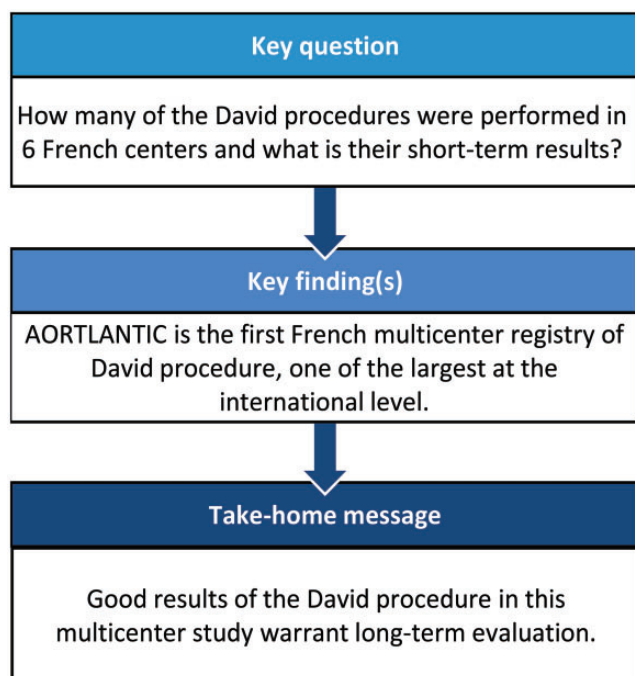 Key question
How many of the David procedures were performed in
6 French centers and what is their short-term results?
Key finding(s)
AORTLANTIC is the first French multicenter registry of
David procedure, one of the largest at the
international level.
Take-home message
Good results of the David procedure in this
multicenter study warrant long-term evaluation.